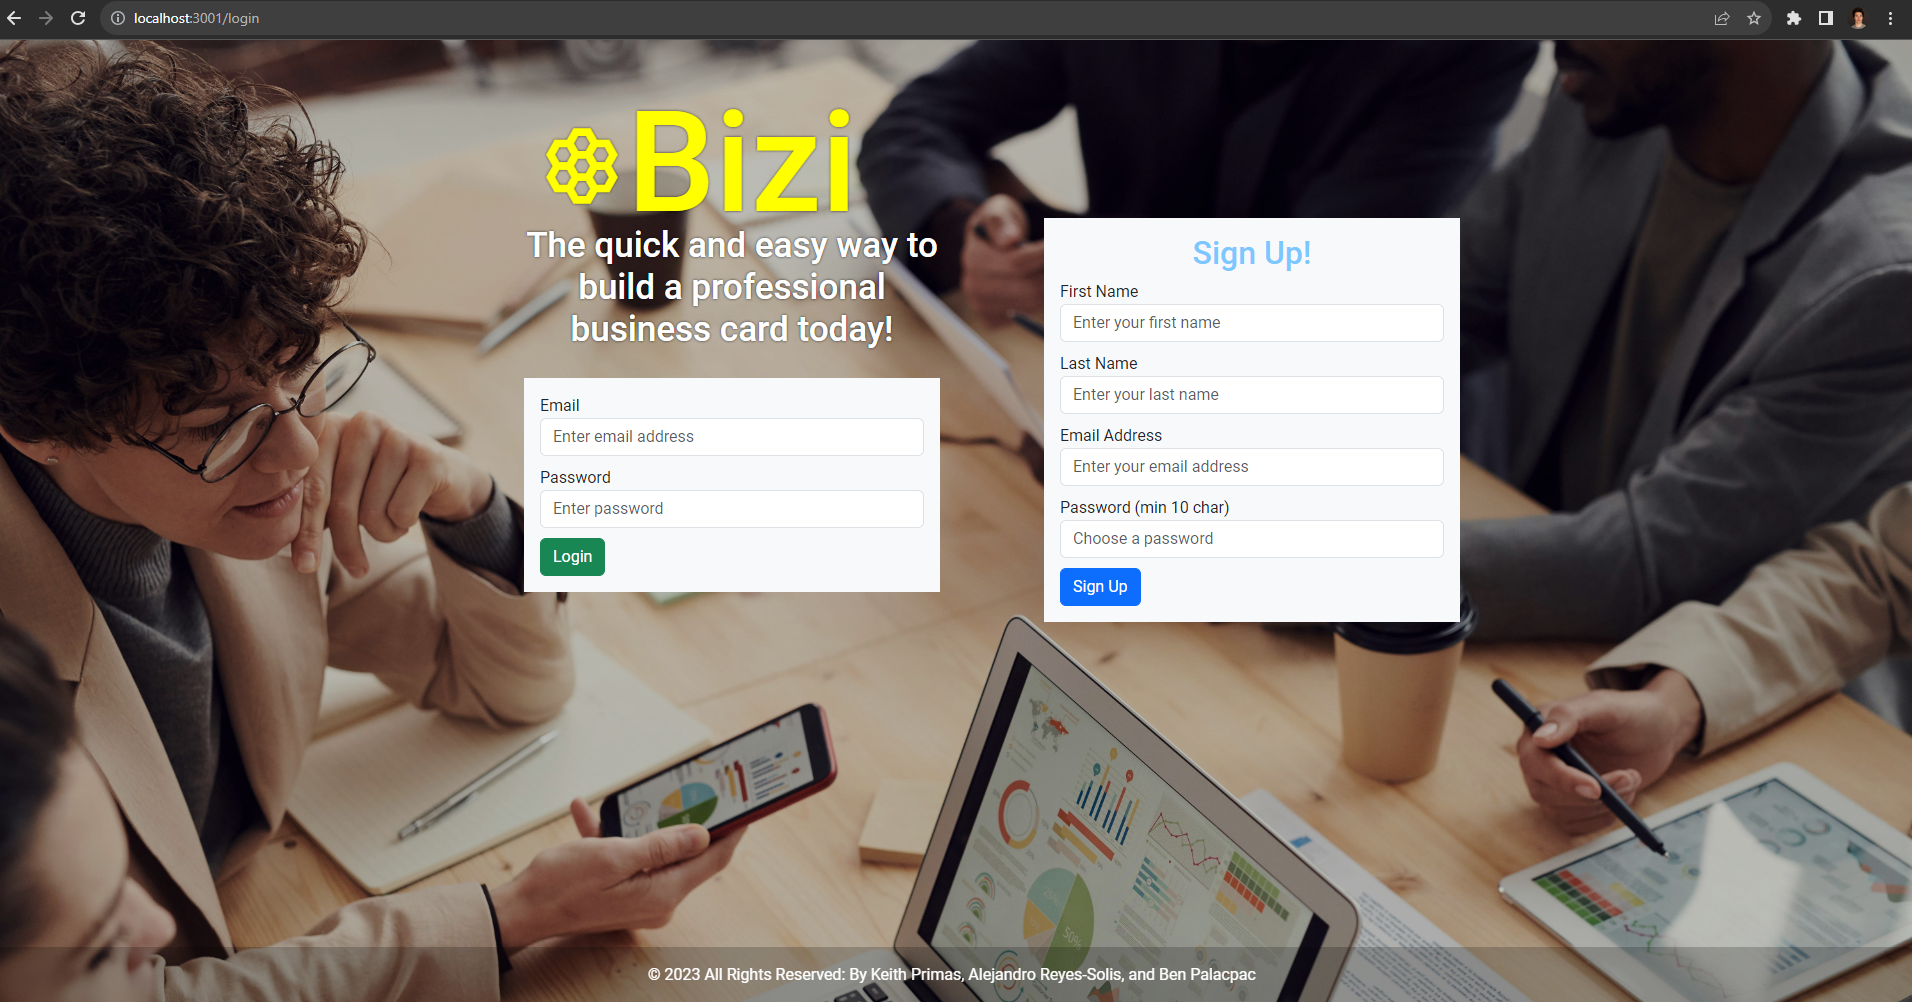 localhost:3001/login
Bizi
The quick and easy way to
build a professional
business card today!
Email
Enter email address
Password
Enter password
Login
Sign Up!
First Name
Enter your first name
Last Name
Enter your last name
Email Address
Enter your email address
Password (min 10 char)
Choose a password
Sign Up
50%
© 2023 All Rights Reserved: By Keith Primas, Alejandro Reyes-Solis, and Ben Palacpac